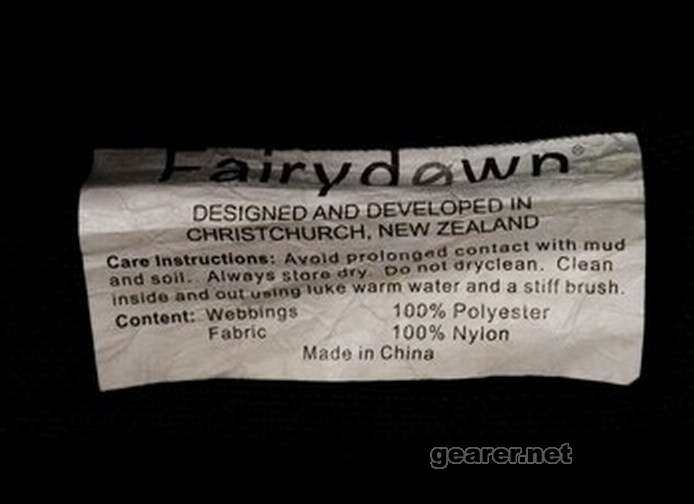 Fairydown®
DESIGNED AND DEVELOPED IN
CHRISTCHURCH, NEW ZEALAND
Care Instructions: Avoid prolonged contact with mud
and soil. Always store dry. Do not dryclean. Clean
inside and out using luke warm water and a stiff brush.
Content: Webbings 100% Polyester
Fabric 100% Nylon
Made in China
gearer.net